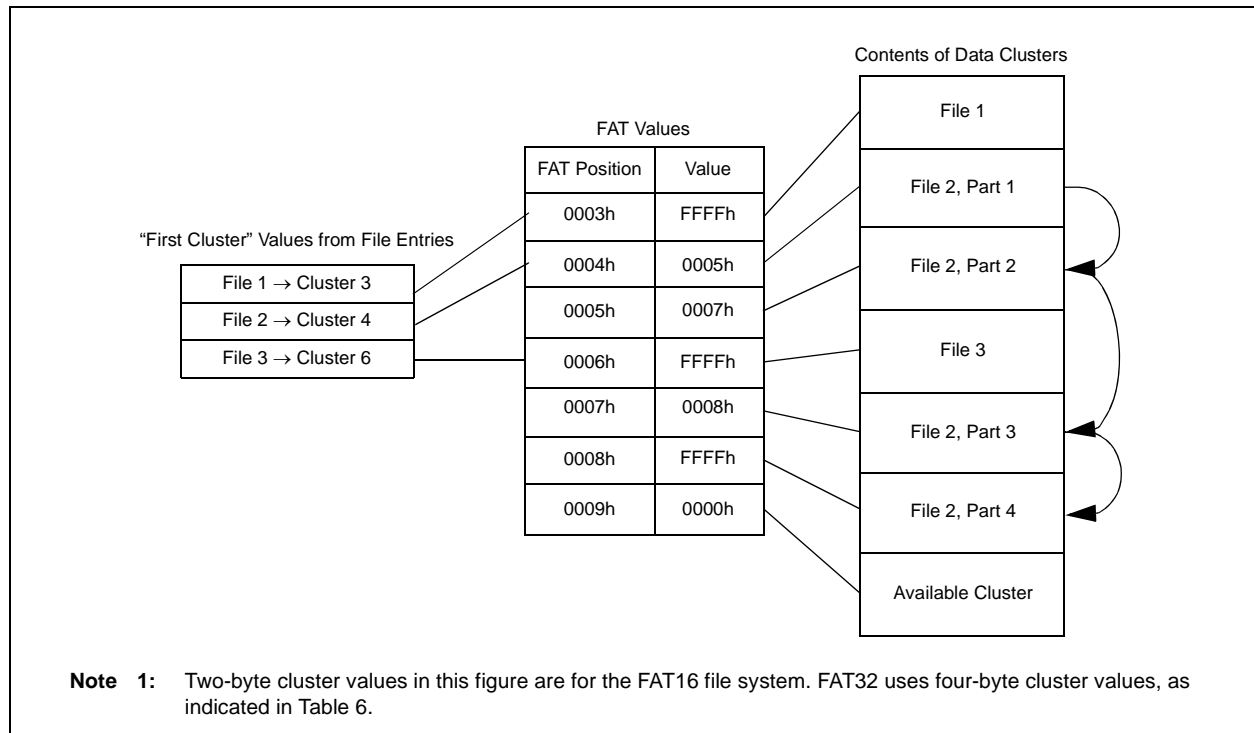 Contents of Data Clusters
File 1
File 2, Part 1
File 2, Part 2
File 3
File 2, Part 3
File 2, Part 4
Available Cluster
FAT Values
FAT Position Value
0003h FFFFh
0004h 0005h
0005h 0007h
0006h FFFFh
0007h 0008h
0008h FFFFh
0009h 0000h
“First Cluster” Values from File Entries
File 1 → Cluster 3
File 2 → Cluster 4
File 3 → Cluster 6
Note 1: Two-byte cluster values in this figure are for the FAT16 file system. FAT32 uses four-byte cluster values, as
indicated in Table 6.